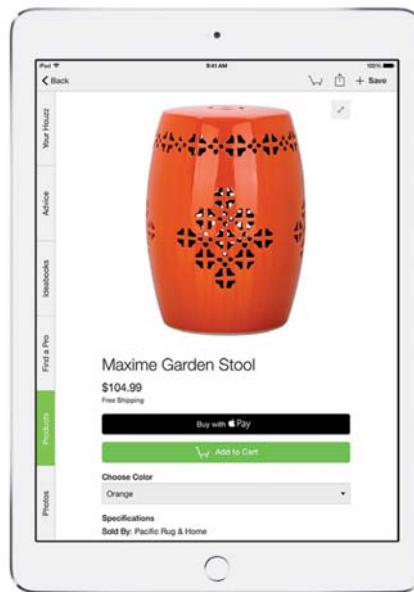 iPad
9:41 AM
100%
Back
Save
Your Houzz
Advice
Ideabooks
Find a Pro
Products
Photos
Maxime Garden Stool
$104.99
Free Shipping
Buy with Pay
Add to Cart
Choose Color
Orange
Specifications
Sold By: Pacific Rug & Home